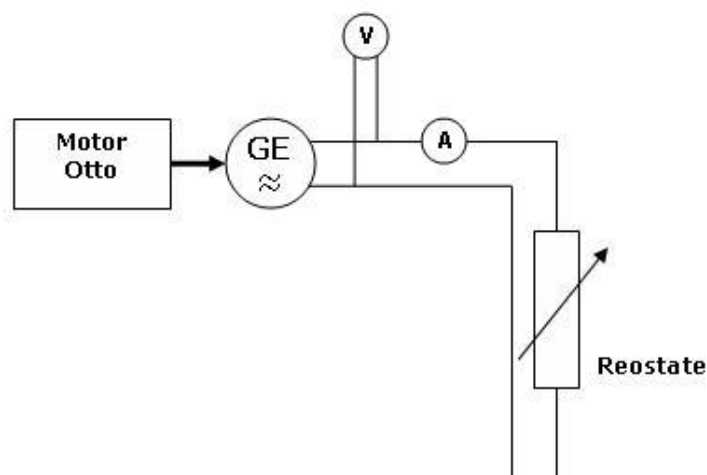 V
Motor
Otto
GE
≈
A
Reostate